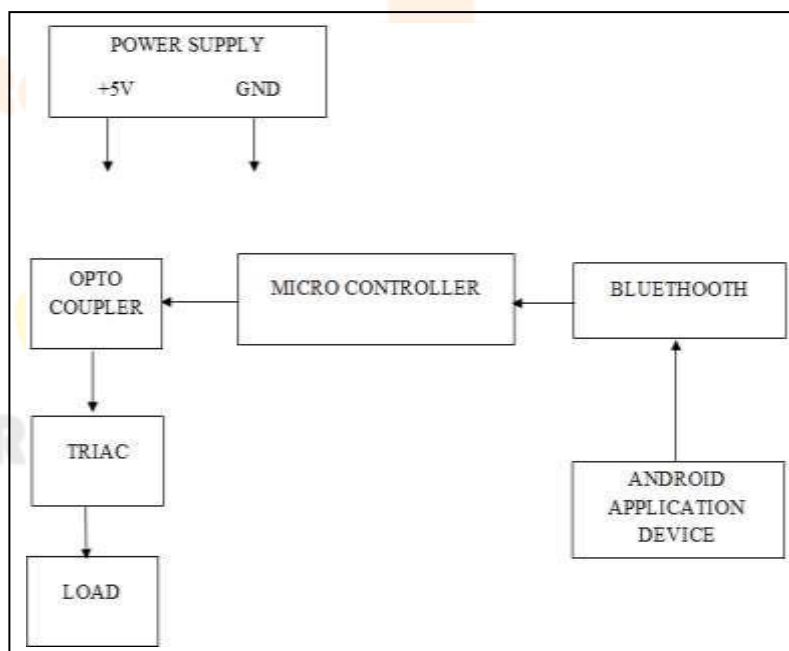 POWER SUPPLY
+5V GND
OPTO
COUPLER
MICRO CONTROLLER
BLUETHOOTH
TRIAC
ANDROID
APPLICATION
DEVICE
LOAD